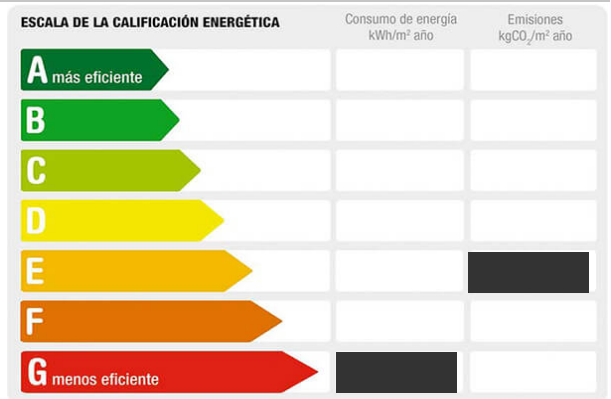 ESCALA DE LA CALIFICACIÓN ENERGÉTICA
Consumo de energía
kWh/m² año
Emisiones
kgCO₂/m² año
A más eficiente
B
C
D
E
F
G menos eficiente